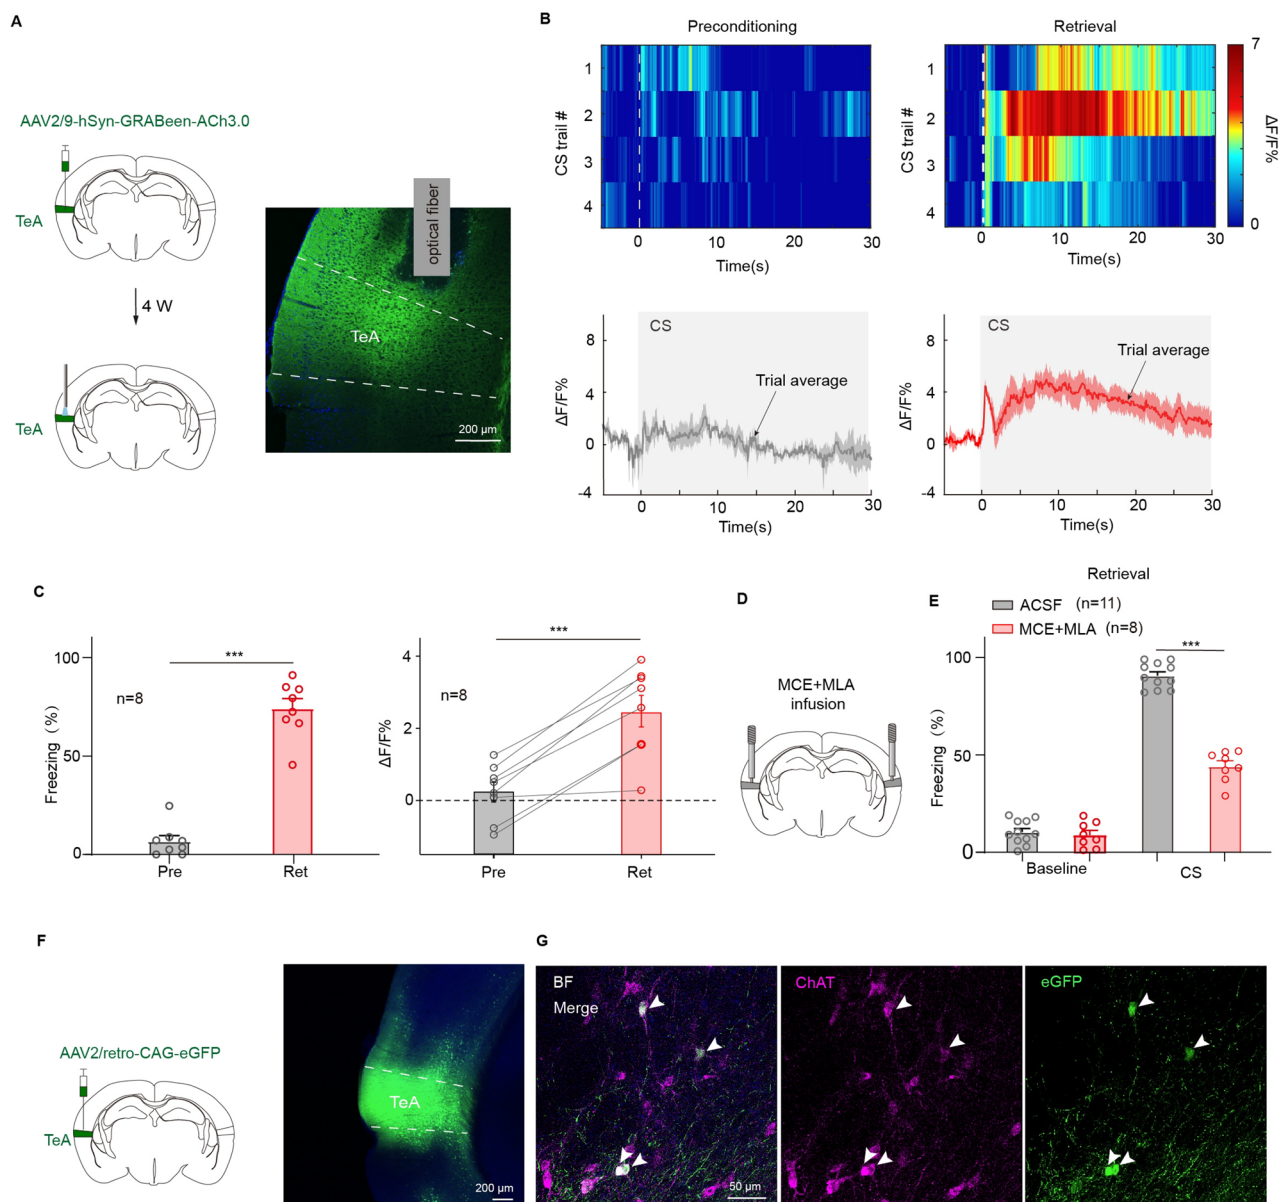 A
AAV2/9-hSyn-GRABeen-ACh3.0
TeA
4 W
TeA
optical fiber
TeA
200 µm
B
Preconditioning
CS trail #
1
2
3
4
0
10
20
30
Time(s)
Retrieval
CS trail #
1
2
3
4
0
10
20
30
Time(s)
7
0
ΔF/F%
CS
Trial average
ΔF/F%
8
4
0
-4
0
10
20
30
Time(s)
CS
Trial average
ΔF/F%
8
4
0
-4
0
10
20
30
Time(s)
C
Freezing (%)
100
50
0
n=8
***
Pre
Ret
ΔF/F%
4
2
0
n=8
***
Pre
Ret
D
MCE+MLA
infusion
E
Retrieval
ACSF (n=11)
MCE+MLA (n=8)
***
Freezing (%)
100
50
0
Baseline
CS
F
AAV2/retro-CAG-eGFP
TeA
TeA
200 µm
G
BF
Merge
50 µm
ChAT
eGFP